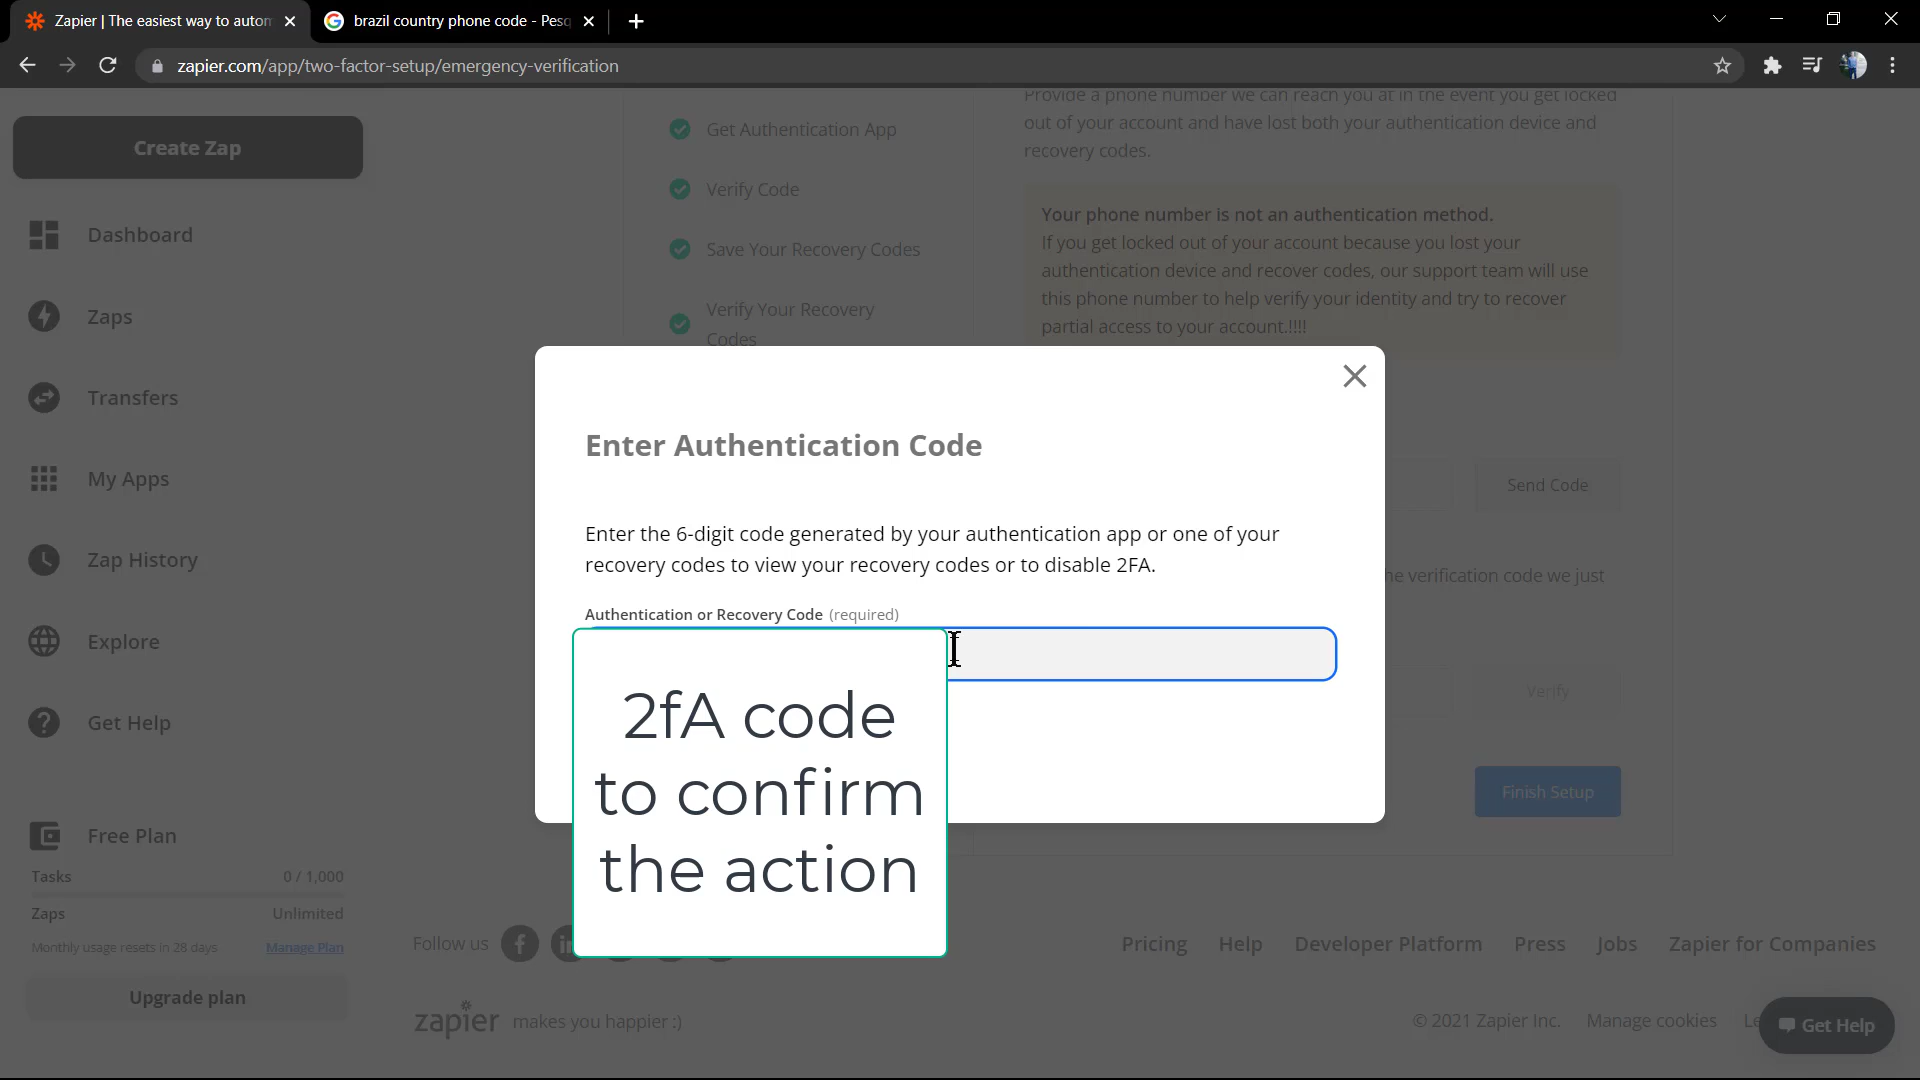 Zapier | The easiest way to autom
brazil country phone code - Pesq
zapier.com/app/two-factor-setup/emergency-verification
Create Zap
Dashboard
Zaps
Transfers
My Apps
Zap History
Explore
Get Help
Free Plan
Tasks 0 / 1,000
Zaps Unlimited
Monthly usage resets in 28 days Manage Plan
Upgrade plan
Get Authentication App
Verify Code
Save Your Recovery Codes
Verify Your Recovery
Codes
Provide a phone number we can reach you at in the event you get locked
out of your account and have lost both your authentication device and
recovery codes.
Your phone number is not an authentication method.
If you get locked out of your account because you lost your
authentication device and recover codes, our support team will use
this phone number to help verify your identity and try to recover
partial access to your account.!!!!
Send Code
he verification code we just
Verify
Finish Setup
Enter Authentication Code
Enter the 6-digit code generated by your authentication app or one of your
recovery codes to view your recovery codes or to disable 2FA.
Authentication or Recovery Code (required)
2fA code
to confirm
the action
Follow us
Pricing Help Developer Platform Press Jobs Zapier for Companies
zapier makes you happier :)
© 2021 Zapier Inc. Manage cookies Le
Get Help